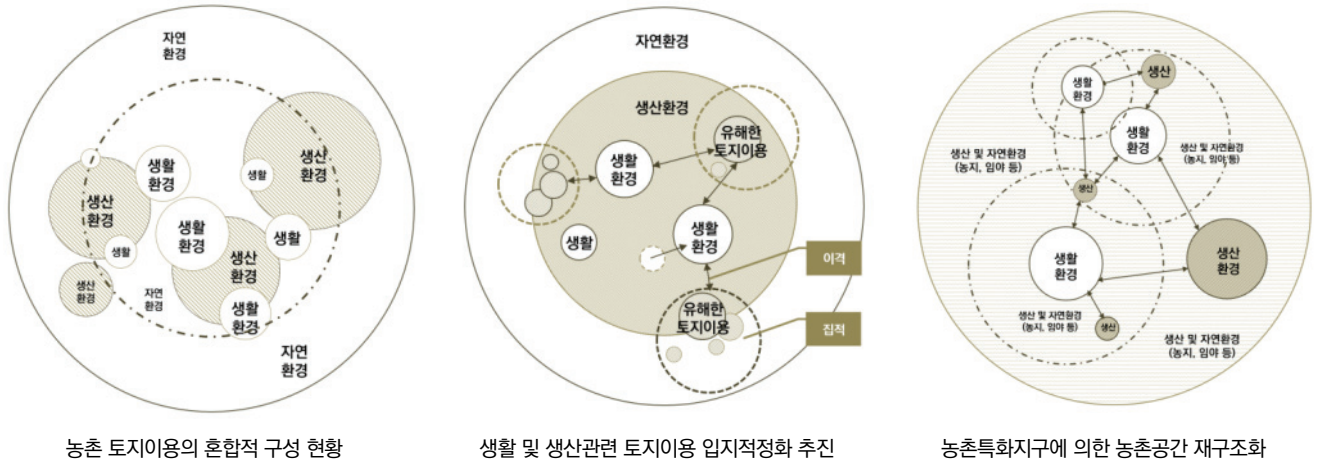 자연
환경
생활
환경
생산
환경
생활
생산
환경
생활
환경
생활
생활
생산
환경
생산
환경
자연
환경
생활
환경
자연
환경
농촌 토지이용의 혼합적 구성 현황
자연환경
생산환경
유해한
토지이용
생활
환경
생활
생활
환경
이격
유해한
토지이용
집적
생활 및 생산관련 토지이용 입지적정화 추진
생활
환경
생산
생활
환경
생산 및 자연환경
(농지, 임야 등)
생산 및 자연환경
(농지, 임야 등)
생산
생활
환경
생산
환경
생산 및 자연환경
(농지, 임야 등)
생산
생산 및 자연환경
(농지, 임야 등)
농촌특화지구에 의한 농촌공간 재구조화